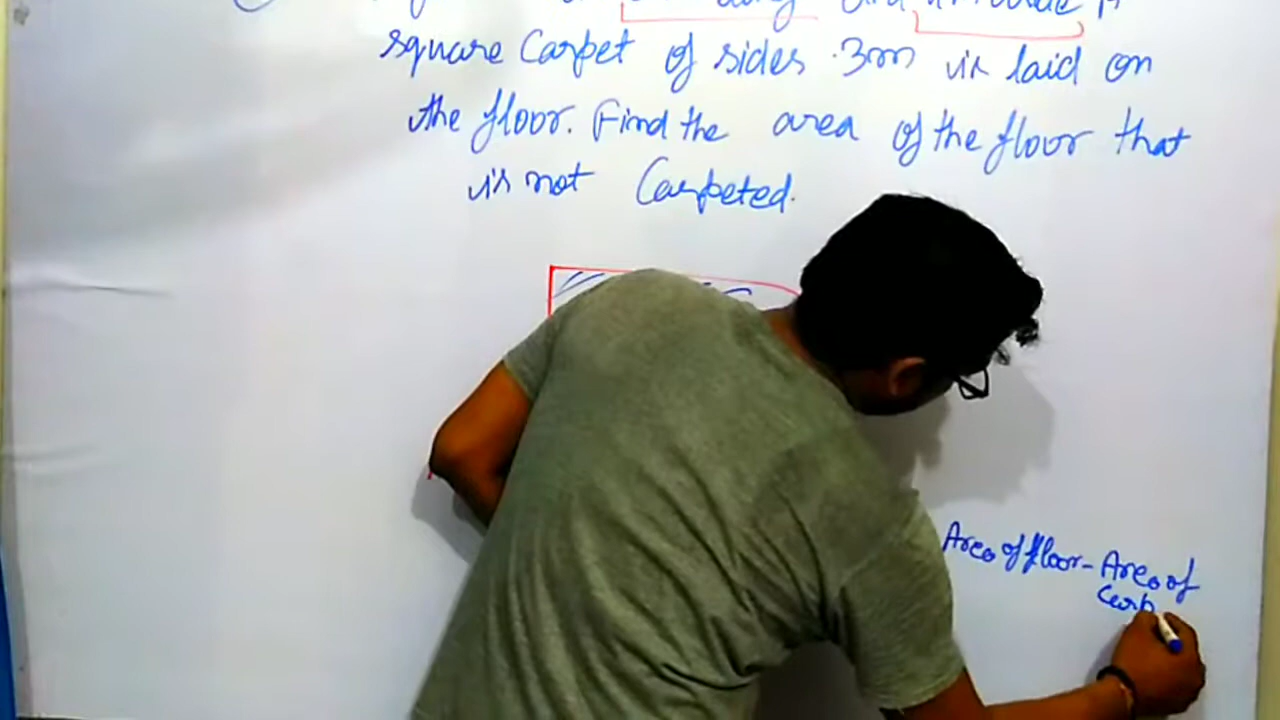 and
square Carpet of sides 3m is laid on
the floor. Find the area of the floor that
is not Carpeted.
Area of floor - Area of
Carp